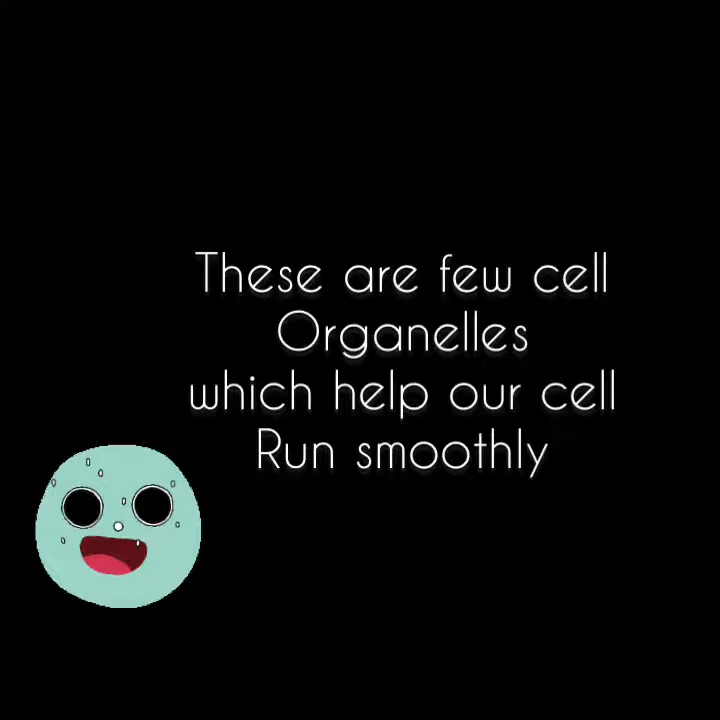 These are few cell
Organelles
which help our cell
Run smoothly